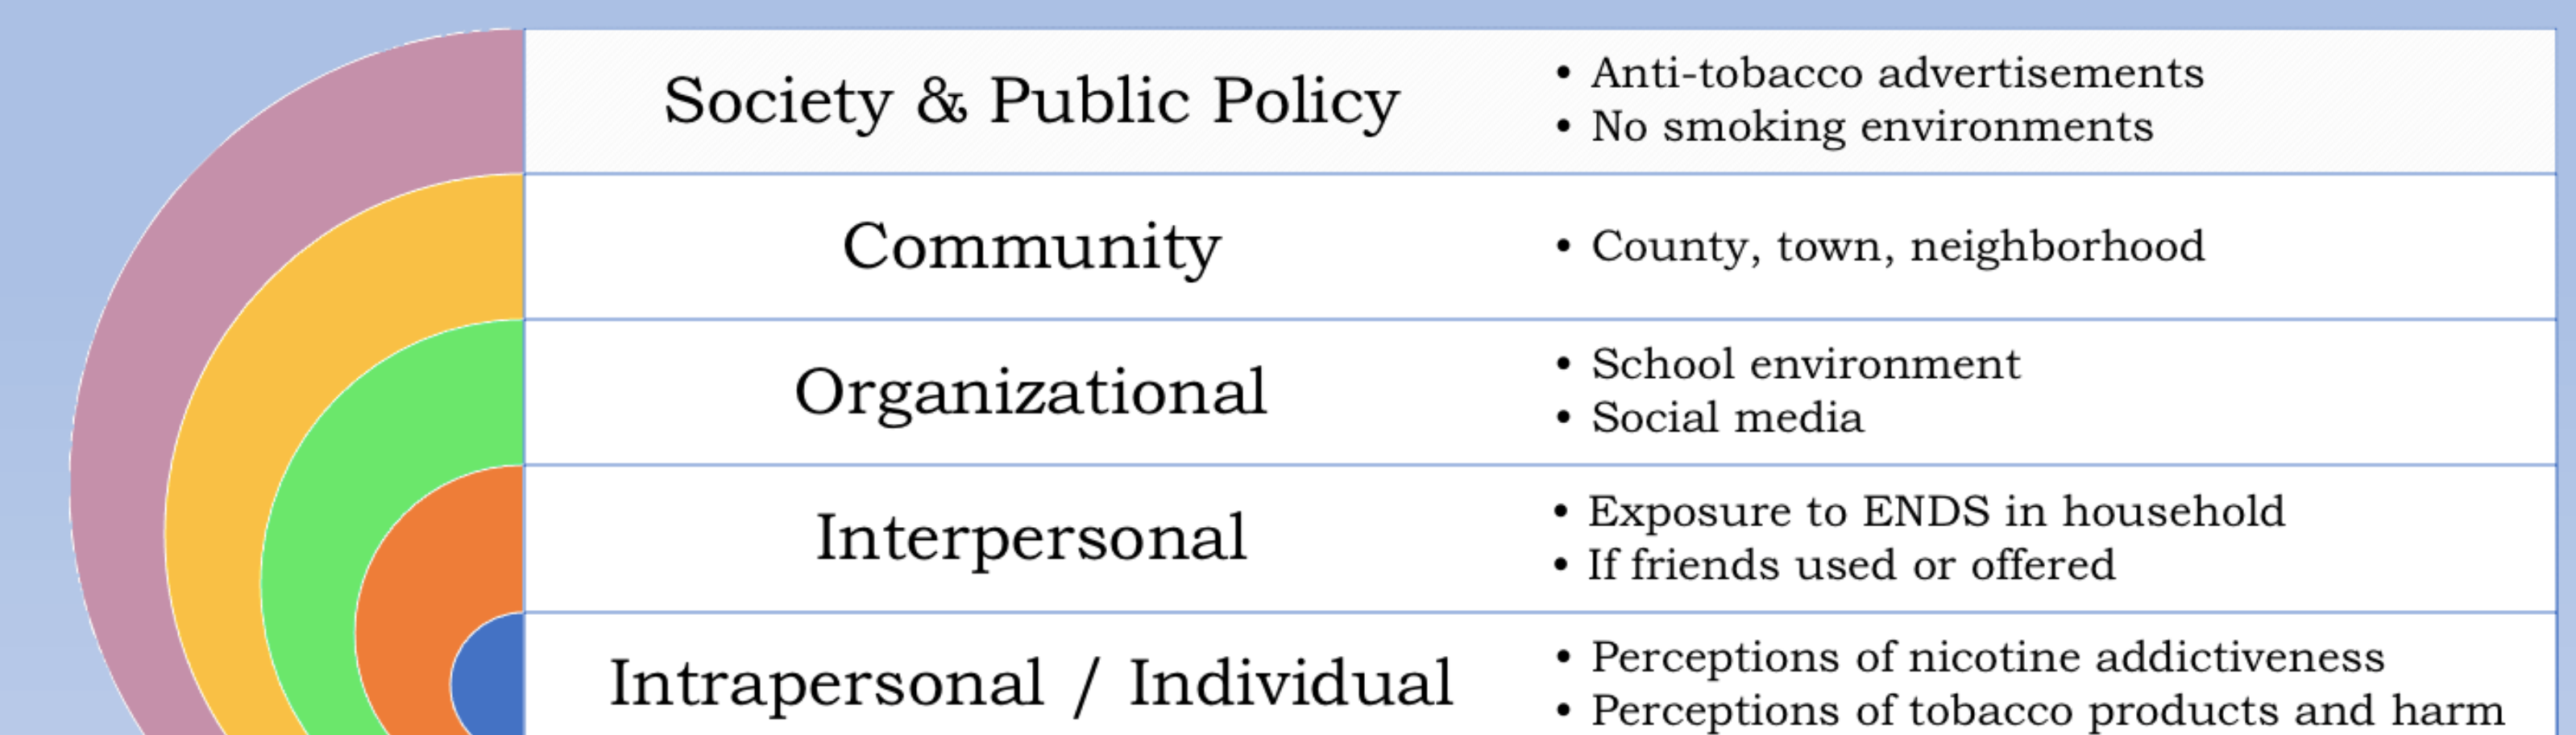 Society & Public Policy
• Anti-tobacco advertisements
• No smoking environments
Community
• County, town, neighborhood
Organizational
• School environment
• Social media
Interpersonal
• Exposure to ENDS in household
• If friends used or offered
Intrapersonal / Individual
• Perceptions of nicotine addictiveness
• Perceptions of tobacco products and harm